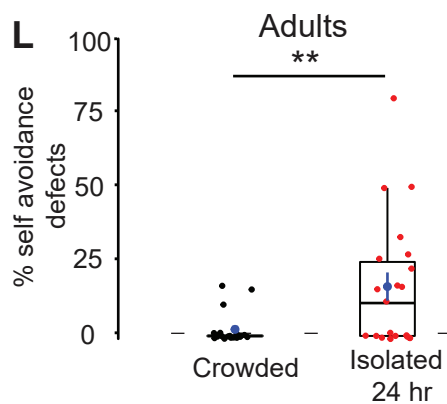 L
Adults
**
% self avoidance
defects
100
75
50
25
0
Crowded
Isolated
24 hr